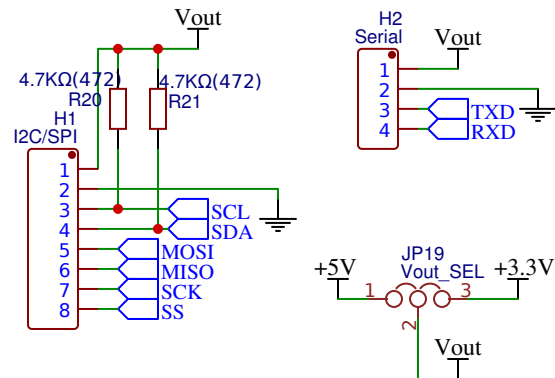 Vout
4.7KΩ(472)
R20
4.7KΩ(472)
R21
H1
I2C/SPI
1
2
3
4
5
6
7
8
SCL
SDA
MOSI
MISO
SCK
SS
H2
Serial
Vout
1
2
3
4
TXD
RXD
JP19
Vout_SEL
+5V
1
3
+3.3V
2
Vout